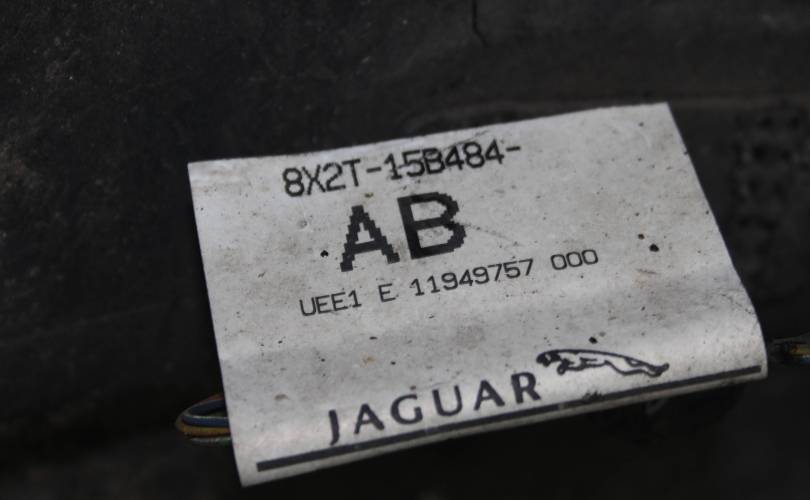 8X2T-15B484-
AB
UEE1 E 11949757 000
JAGUAR